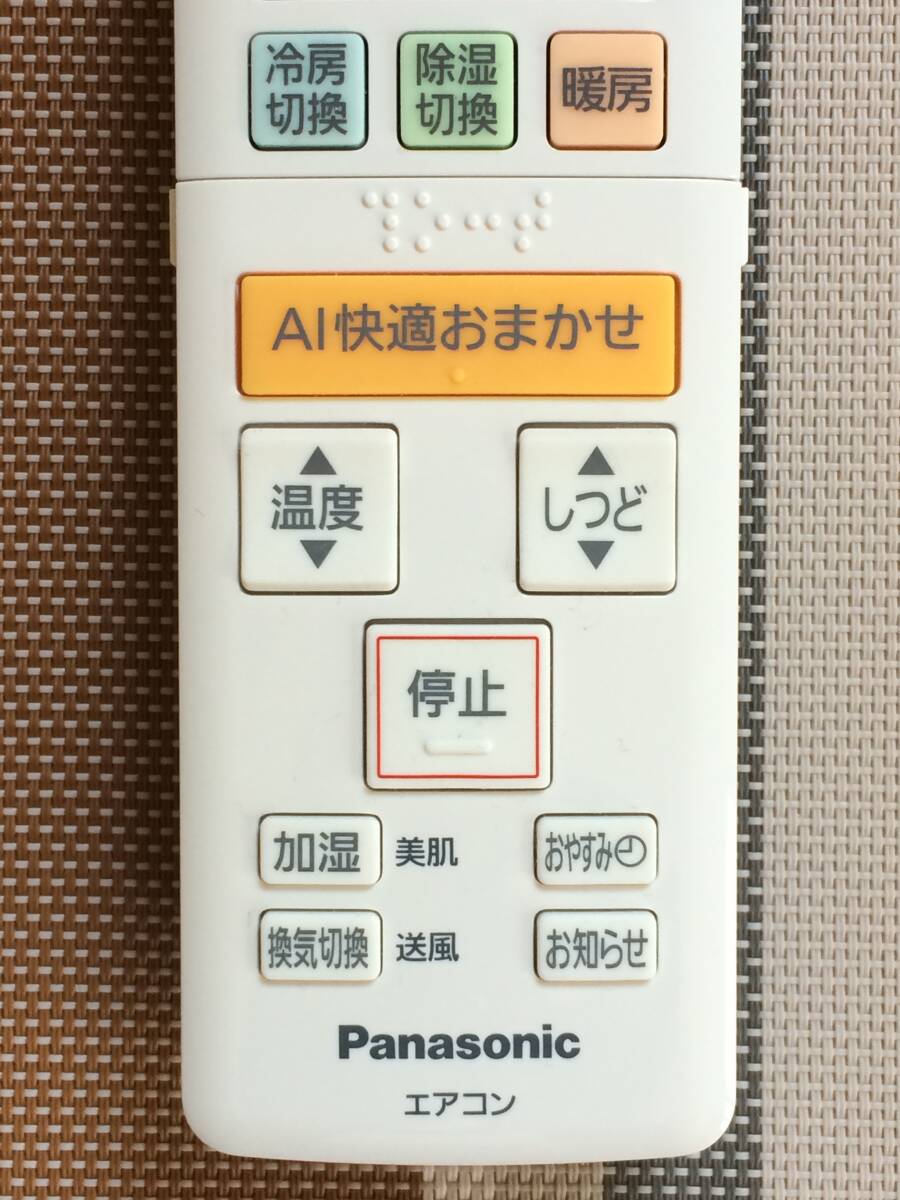 冷房
切換
除湿
切換
暖房
AI快適おまかせ
温度
しつど
停止
加湿
美肌
おやすみ
換気切換
送風
お知らせ
Panasonic
エアコン